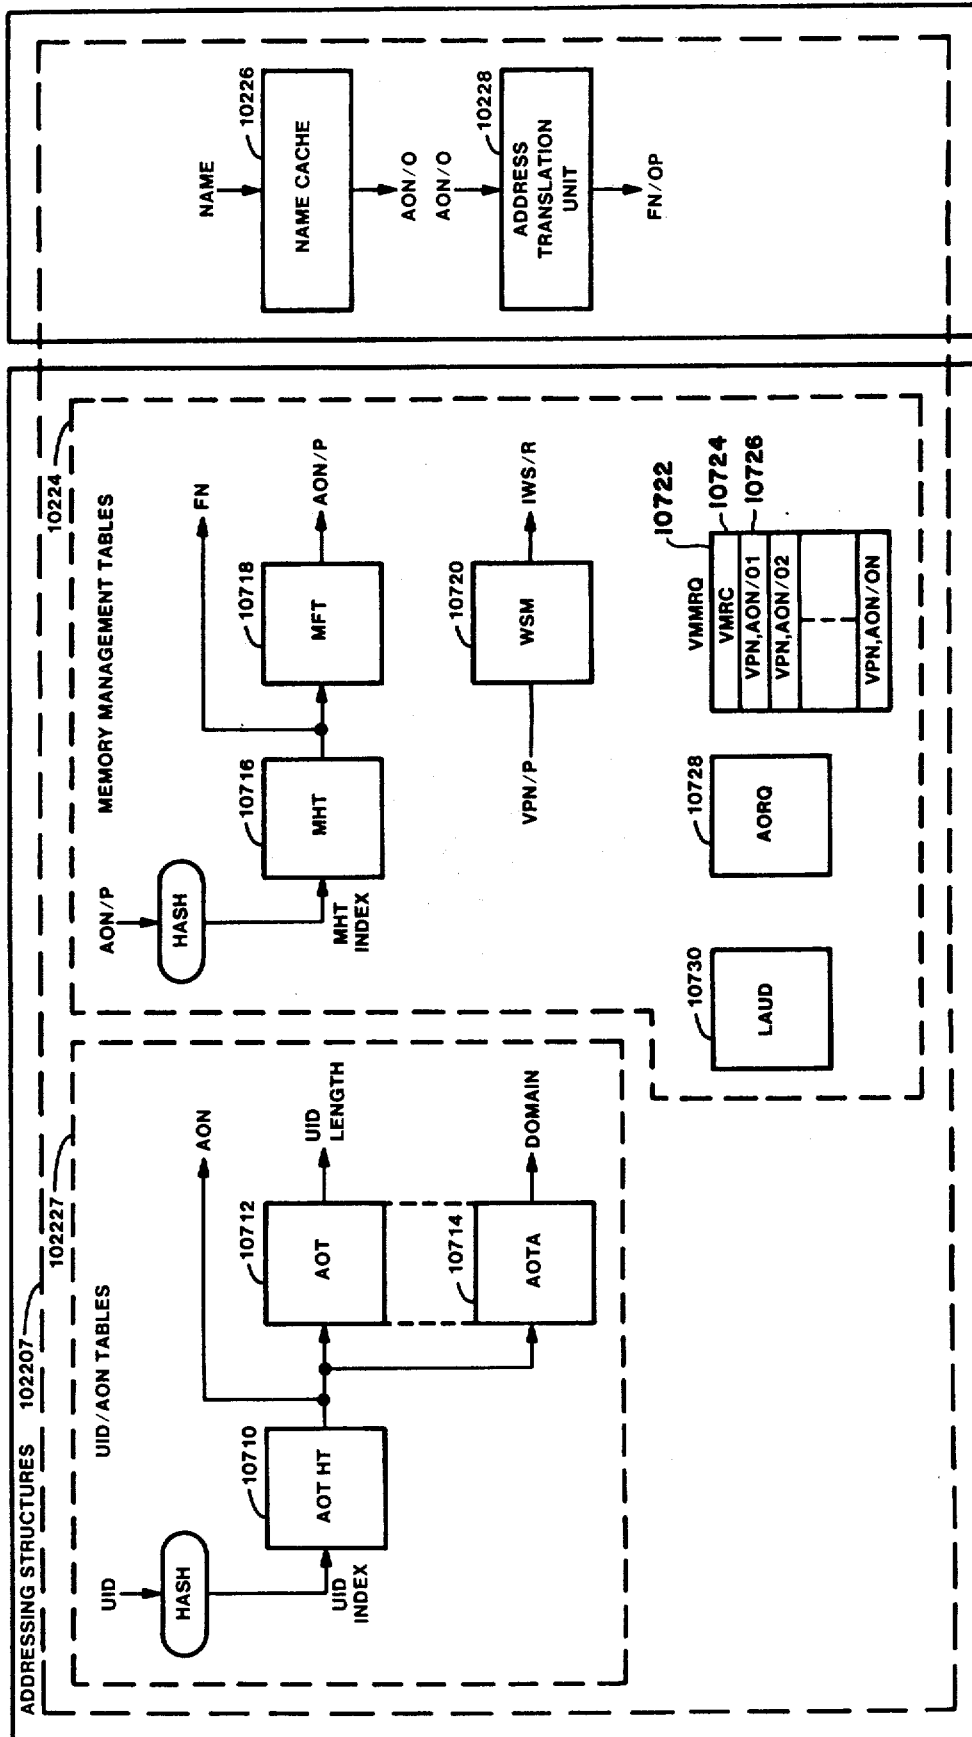 ADDRESSING STRUCTURES 102207
102227
UID/AON TABLES
UID
HASH
UID
INDEX
10710
AOT HT
AON
10712
AOT
UID
LENGTH
10714
AOTA
DOMAIN
10224
MEMORY MANAGEMENT TABLES
AON/P
HASH
MHT
INDEX
10716
MHT
FN
10718
MFT
AON/P
VPN/P
10720
WSM
IWS/R
10730
LAUD
10728
AORQ
VMMRQ
10722
10724
10726
VMRC
VPN,AON/O1
VPN,AON/O2
VPN,AON/ON
NAME
10226
NAME CACHE
AON/O
AON/O
10228
ADDRESS
TRANSLATION
UNIT
FN/OP